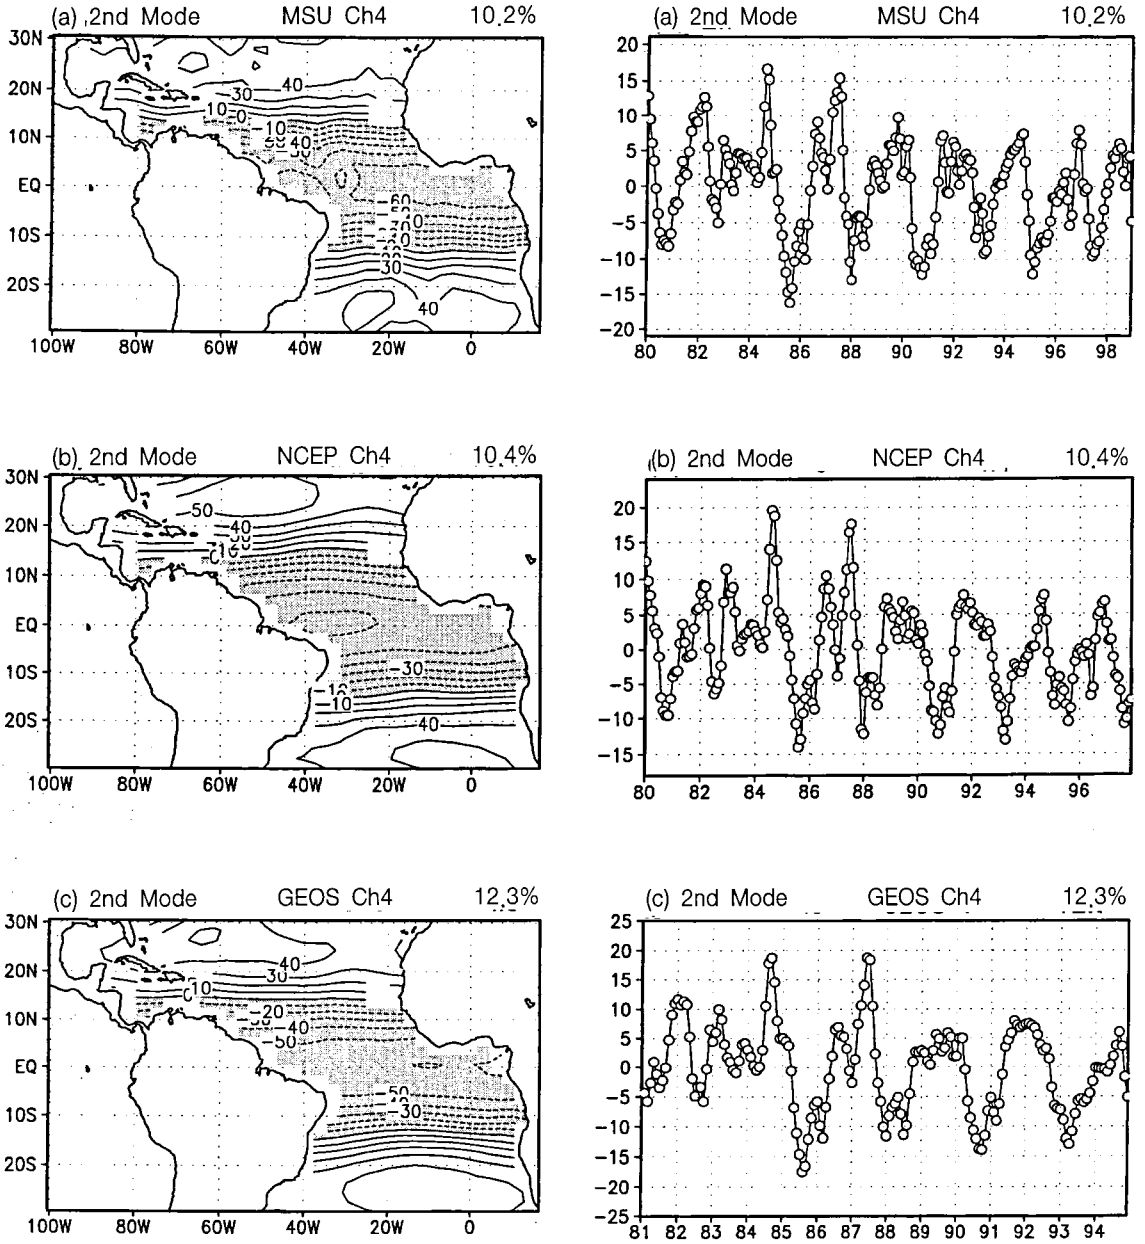 (a) 2nd Mode MSU Ch4 10.2%
30N
20N
10N
EQ
10S
20S
40
30
10
0
-10
-60
30
40
100W 80W 60W 40W 20W 0
(a) 2n Mode MSU Ch4 10.2%
20
15
10
5
0
-5
-10
-15
-20
80 82 84 86 88 90 92 94 96 98
(b) 2nd Mode NCEP Ch4 10.4%
30N
20N
10N
EQ
10S
20S
50
40
0
-30
-10
40
100W 80W 60W 40W 20W 0
(b) 2nd Mode NCEP Ch4 10.4%
20
15
10
5
0
-5
-10
-15
80 82 84 86 88 90 92 94 96
(c) 2nd Mode GEOS Ch4 12.3%
30N
20N
10N
EQ
10S
20S
40
30
10
0
-20
-40
-50
-50
-30
100W 80W 60W 40W 20W 0
(c) 2nd Mode GEOS Ch4 12.3%
25
20
15
10
5
0
-5
-10
-15
-20
-25
81 82 83 84 85 86 87 88 89 90 91 92 93 94